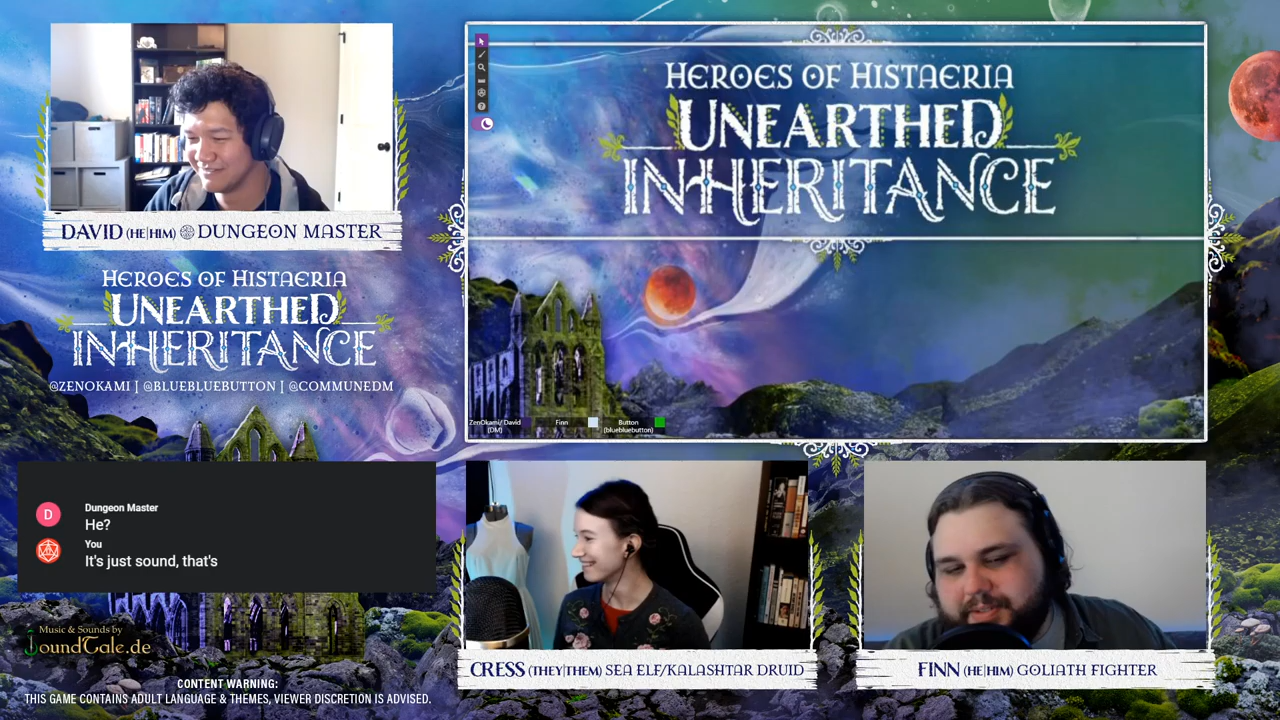 DAVID (HE|HIM) DUNGEON MASTER
HEROES OF HISTAERIA
UNEARTHED
INHERITANCE
@ZENOKAMI | @BLUEBLUEBUTTON | @COMMUNEDM
D
Dungeon Master
He?
You
It's just sound, that's
Music & Sounds by
SoundTale.de
CONTENT WARNING:
THIS GAME CONTAINS ADULT LANGUAGE & THEMES, VIEWER DISCRETION IS ADVISED.
HEROES OF HISTAERIA
UNEARTHED
INHERITANCE
ZenOkami/ David
(DM)
Finn
Button
(bluebluebutton)
CRESS (THEY|THEM) SEA ELF/KALASHTAR DRUID
FINN (HE|HIM) GOLIATH FIGHTER